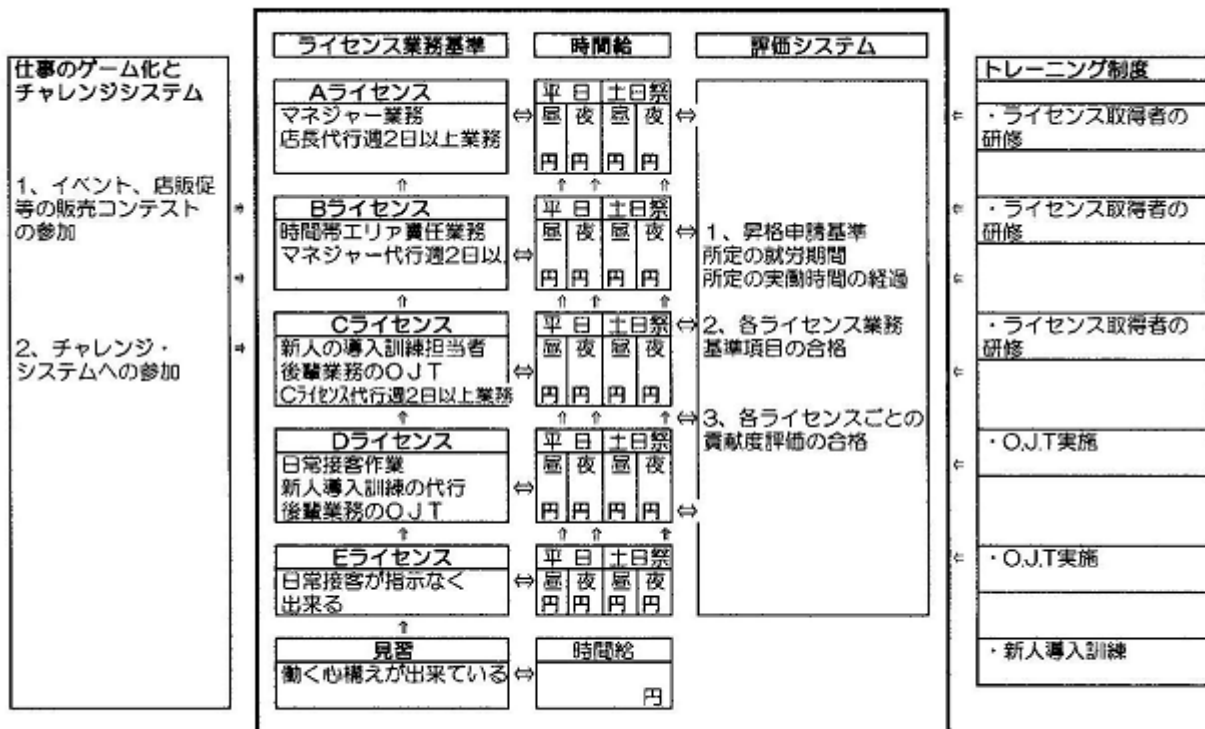 仕事のゲーム化と
チャレンジシステム
1、イベント、店販促
等の販売コンテスト
の参加
2、チャレンジ・
システムへの参加
ライセンス業務基準
時間給
評価システム
Aライセンス
マネジャー業務
店長代行週2日以上業務
平 日 土日祭
昼 夜 昼 夜
円 円 円 円
Bライセンス
時間帯エリア責任業務
マネジャー代行週2日以
平 日 土日祭
昼 夜 昼 夜
円 円 円 円
Cライセンス
新人の導入訓練担当者
後輩業務のOJT
Cライセンス代行週2日以上業務
平 日 土日祭
昼 夜 昼 夜
円 円 円 円
Dライセンス
日常接客作業
新人導入訓練の代行
後輩業務のOJT
平 日 土日祭
昼 夜 昼 夜
円 円 円 円
Eライセンス
日常接客が指示なく
出来る
平 日 土日祭
昼 夜 昼 夜
円 円 円 円
見習
働く心構えが出来ている
時間給
円
1、昇格申請基準
所定の就労期間
所定の実働時間の経過
2、各ライセンス業務
基準項目の合格
3、各ライセンスごとの
貢献度評価の合格
トレーニング制度
・ライセンス取得者の
研修
・ライセンス取得者の
研修
・ライセンス取得者の
研修
・O.J.T実施
・O.J.T実施
・新人導入訓練